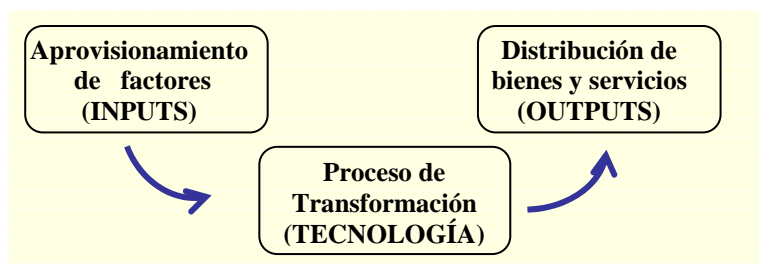 Aprovisionamiento
de factores
(INPUTS)
Proceso de
Transformación
(TECNOLOGÍA)
Distribución de
bienes y servicios
(OUTPUTS)